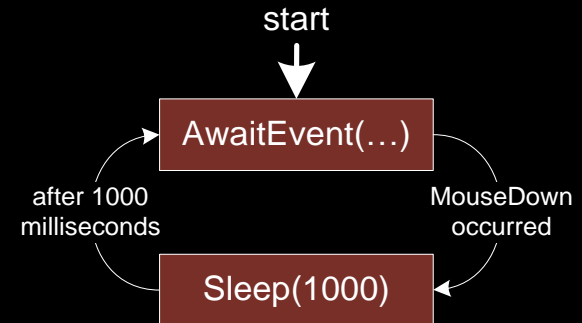 start
AwaitEvent(…)
after 1000
milliseconds
MouseDown
occurred
Sleep(1000)